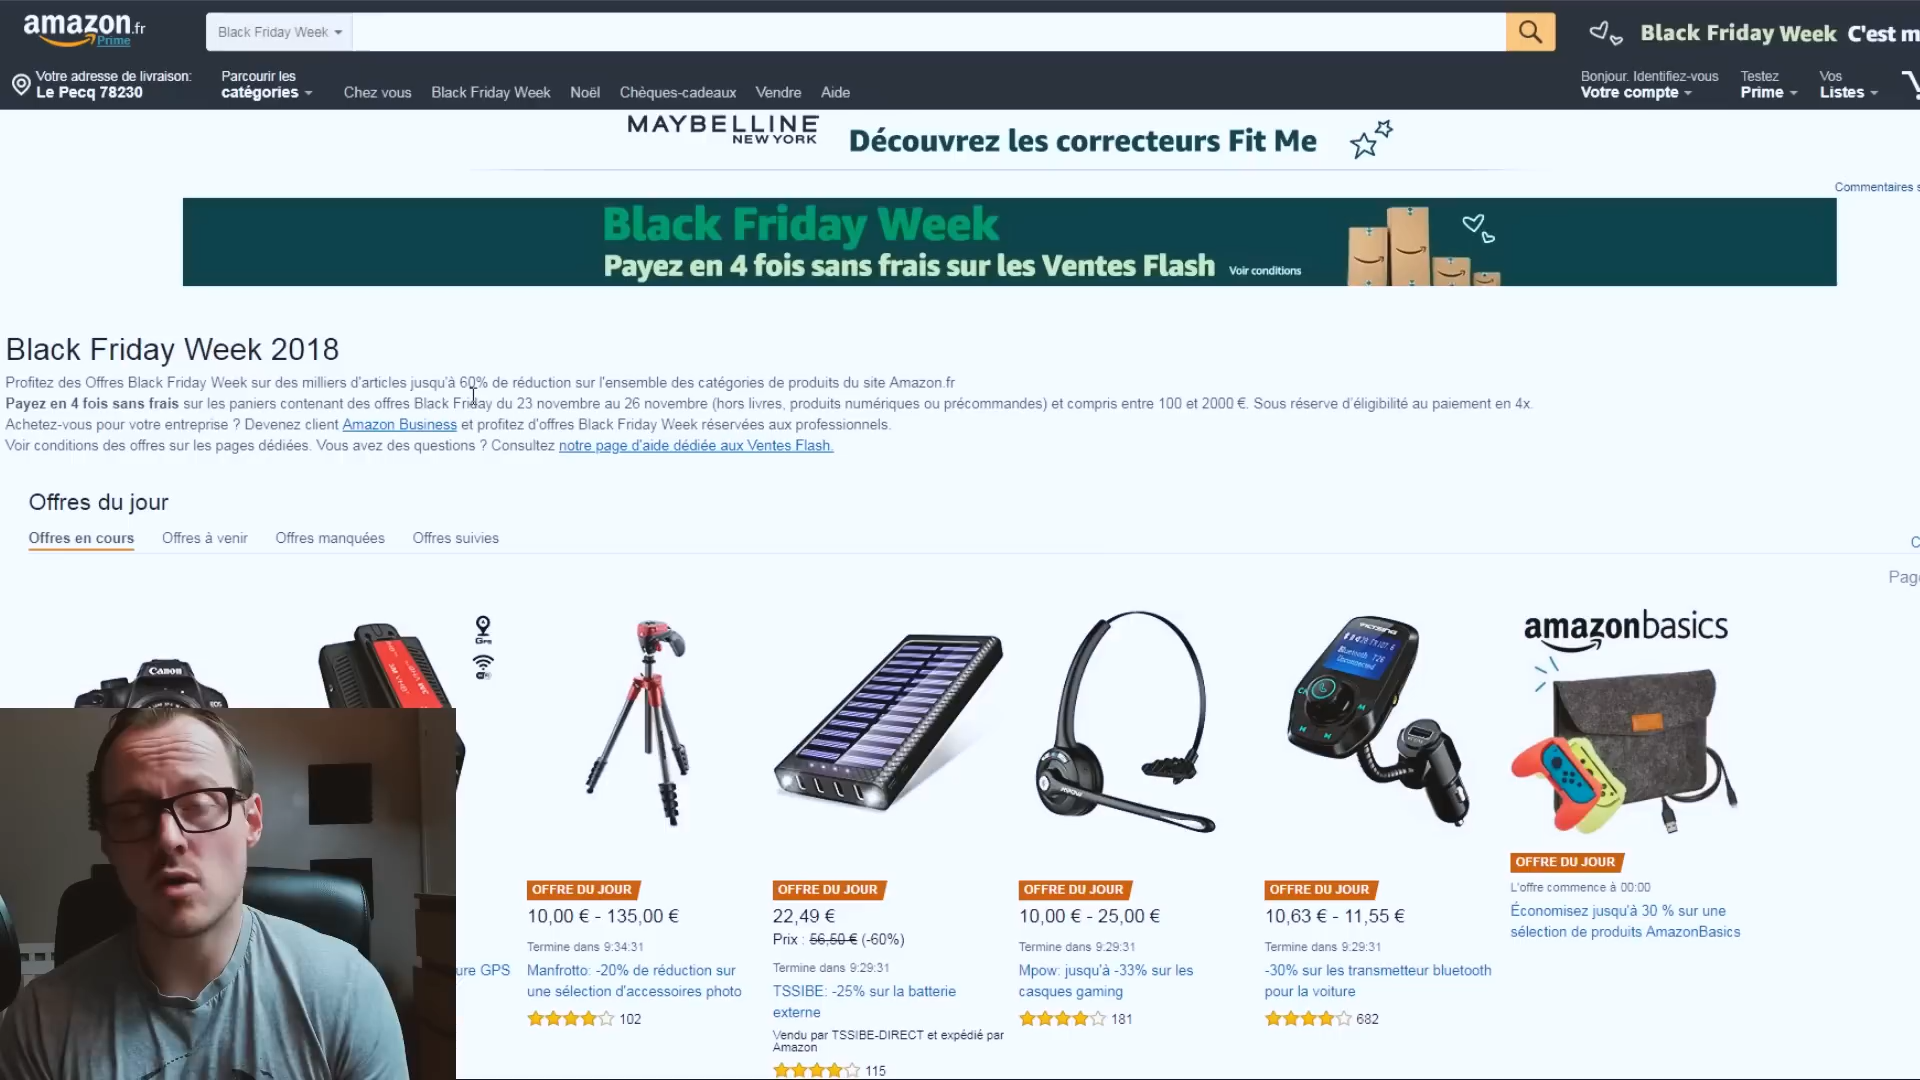 amazon.fr
Prime
Black Friday Week
Black Friday Week C'est m
Votre adresse de livraison:
Le Pecq 78230
Parcourir les
catégories
Chez vous
Black Friday Week
Noël
Chèques-cadeaux
Vendre
Aide
Bonjour. Identifiez-vous
Votre compte
Testez
Prime
Vos
Listes
MAYBELLINE
NEW YORK
Découvrez les correcteurs Fit Me
Commentaires s
Black Friday Week
Payez en 4 fois sans frais sur les Ventes Flash Voir conditions
Black Friday Week 2018
Profitez des Offres Black Friday Week sur des milliers d'articles jusqu'à 60% de réduction sur l'ensemble des catégories de produits du site Amazon.fr
Payez en 4 fois sans frais sur les paniers contenant des offres Black Friday du 23 novembre au 26 novembre (hors livres, produits numériques ou précommandes) et compris entre 100 et 2000 €. Sous réserve d'éligibilité au paiement en 4x.
Achetez-vous pour votre entreprise ? Devenez client Amazon Business et profitez d'offres Black Friday Week réservées aux professionnels.
Voir conditions des offres sur les pages dédiées. Vous avez des questions ? Consultez notre page d'aide dédiée aux Ventes Flash.
Offres du jour
Offres en cours
Offres à venir
Offres manquées
Offres suivies
C
Page
Canon
EOS
GPS
ure GPS
OFFRE DU JOUR
10,00 € - 135,00 €
Termine dans 9:34:31
Manfrotto: -20% de réduction sur
une sélection d'accessoires photo
102
OFFRE DU JOUR
22,49 €
Prix : 56,50 € (-60%)
Termine dans 9:29:31
TSSIBE: -25% sur la batterie
externe
Vendu par TSSIBE-DIRECT et expédié par
Amazon
115
MPOW
OFFRE DU JOUR
10,00 € - 25,00 €
Termine dans 9:29:31
Mpow: jusqu'à -33% sur les
casques gaming
181
VICTSING
Bluetooth
OFFRE DU JOUR
10,63 € - 11,55 €
Termine dans 9:29:31
-30% sur les transmetteur bluetooth
pour la voiture
682
amazonbasics
OFFRE DU JOUR
L'offre commence à 00:00
Économisez jusqu'à 30 % sur une
sélection de produits AmazonBasics